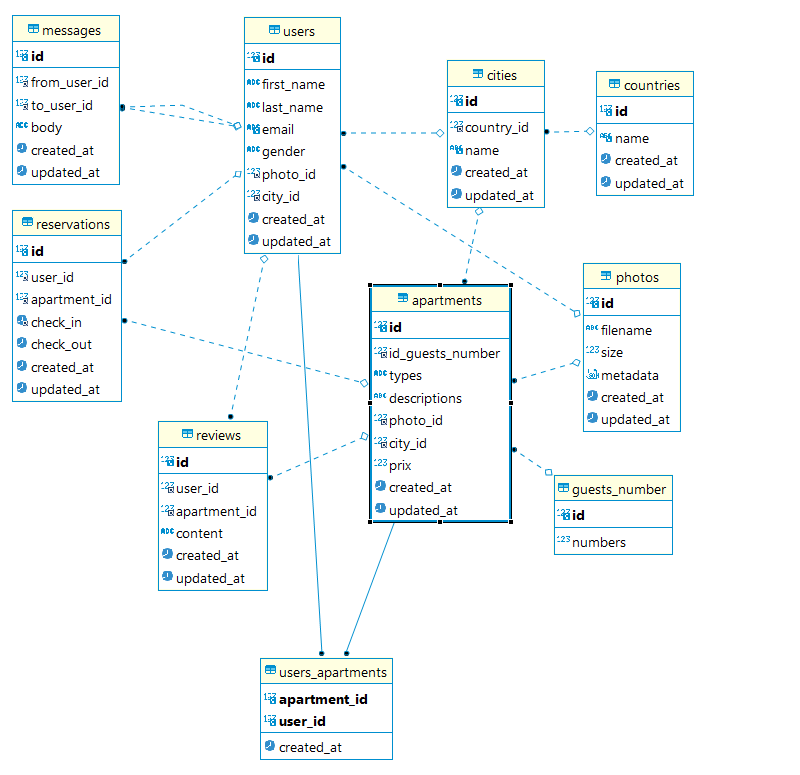 messages
id
from_user_id
to_user_id
body
created_at
updated_at
users
id
first_name
last_name
email
gender
photo_id
city_id
created_at
updated_at
cities
id
country_id
name
created_at
updated_at
countries
id
name
created_at
updated_at
reservations
id
user_id
apartment_id
check_in
check_out
created_at
updated_at
apartments
id
id_guests_number
types
descriptions
photo_id
city_id
prix
created_at
updated_at
photos
id
filename
size
metadata
created_at
updated_at
reviews
id
user_id
apartment_id
content
created_at
updated_at
guests_number
id
numbers
users_apartments
apartment_id
user_id
created_at